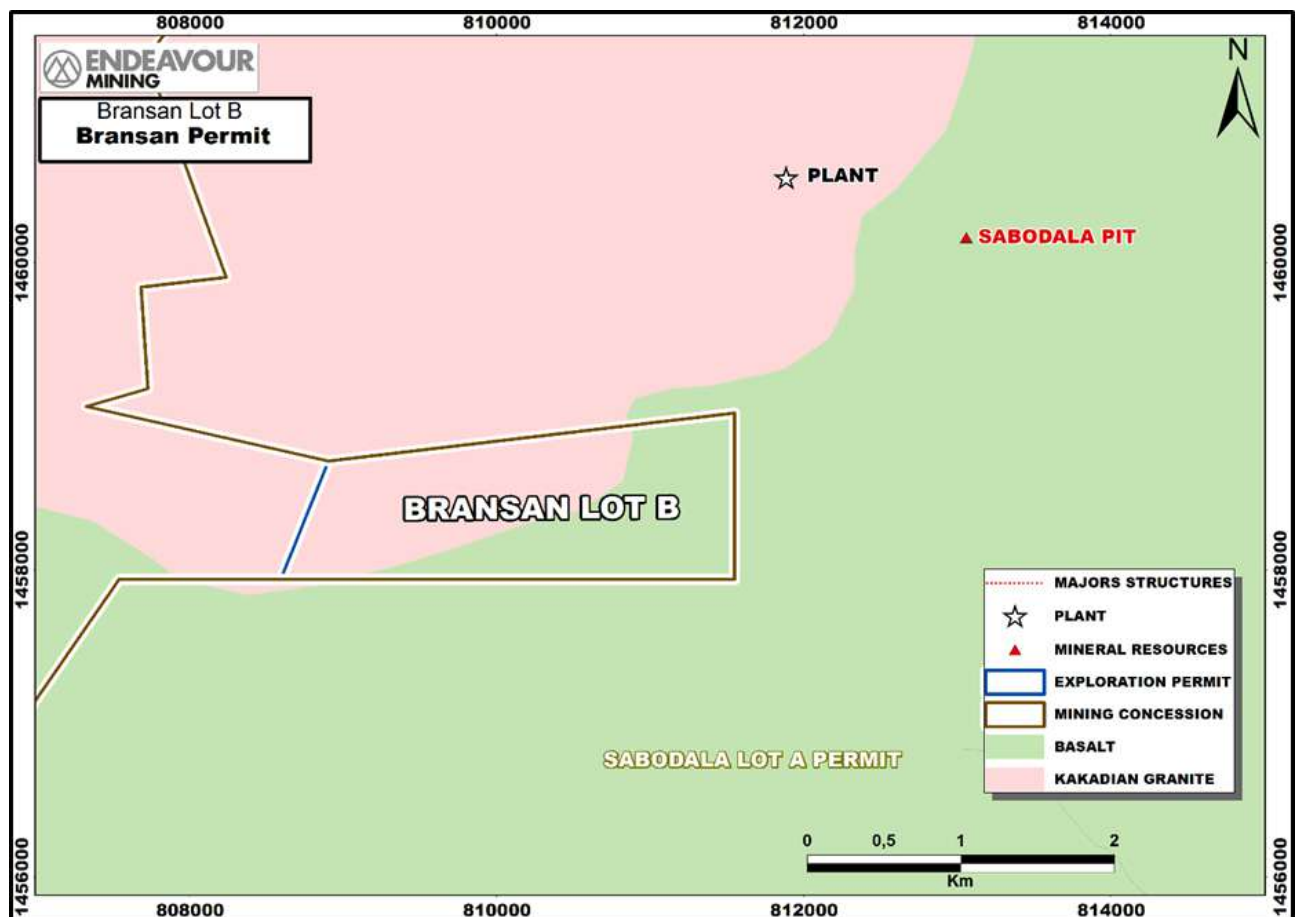 808000
810000
812000
814000
ENDEAVOUR
MINING
N
Bransan Lot B
Bransan Permit
PLANT
SABODALA PIT
1460000
1460000
BRANSAN LOT B
1458000
1458000
MAJORS STRUCTURES
PLANT
MINERAL RESOURCES
EXPLORATION PERMIT
MINING CONCESSION
BASALT
KAKADIAN GRANITE
SABODALA LOT A PERMIT
0 0,5 1 2
Km
1456000
1456000
808000
810000
812000
814000